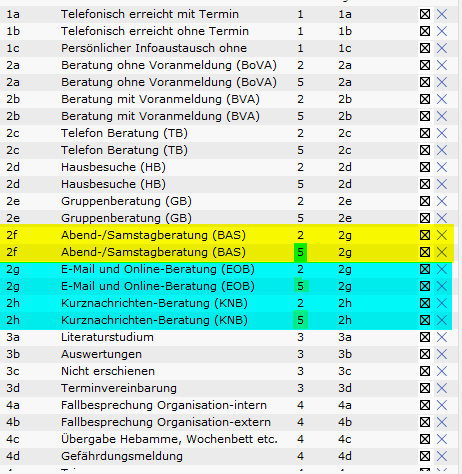 1a Telefonisch erreicht mit Termin 1 1a
1b Telefonisch erreicht ohne Termin 1 1b
1c Persönlicher Infoaustausch ohne 1 1c
2a Beratung ohne Voranmeldung (BoVA) 2 2a
2a Beratung ohne Voranmeldung (BoVA) 5 2a
2b Beratung mit Voranmeldung (BVA) 2 2b
2b Beratung mit Voranmeldung (BVA) 5 2b
2c Telefon Beratung (TB) 2 2c
2c Telefon Beratung (TB) 5 2c
2d Hausbesuche (HB) 2 2d
2d Hausbesuche (HB) 5 2d
2e Gruppenberatung (GB) 2 2e
2e Gruppenberatung (GB) 5 2e
2f Abend-/Samstagberatung (BAS) 2 2g
2f Abend-/Samstagberatung (BAS) 5 2g
2g E-Mail und Online-Beratung (EOB) 2 2g
2g E-Mail und Online-Beratung (EOB) 5 2g
2h Kurznachrichten-Beratung (KNB) 2 2h
2h Kurznachrichten-Beratung (KNB) 5 2h
3a Literaturstudium 3 3a
3b Auswertungen 3 3b
3c Nicht erschienen 3 3c
3d Terminvereinbarung 3 3d
4a Fallbesprechung Organisation-intern 4 4a
4b Fallbesprechung Organisation-extern 4 4b
4c Übergabe Hebamme, Wochenbett etc. 4 4c
4d Gefährdungsmeldung 4 4d